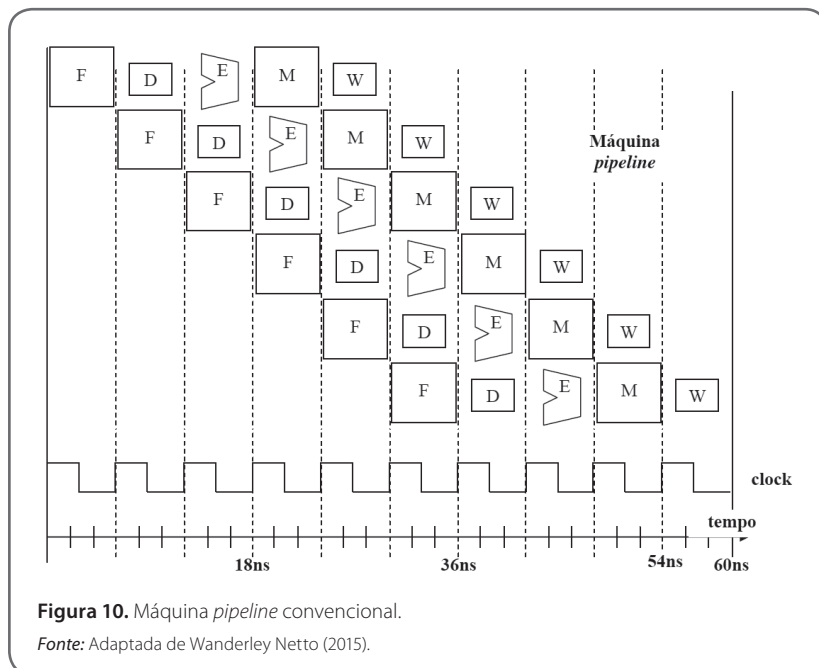 F D E M W
F D E M W
Máquina
pipeline
F D E M W
F D E M W
F D E M W
F D E M W
clock
tempo
18ns 36ns 54ns 60ns
Figura 10. Máquina pipeline convencional.
Fonte: Adaptada de Wanderley Netto (2015).